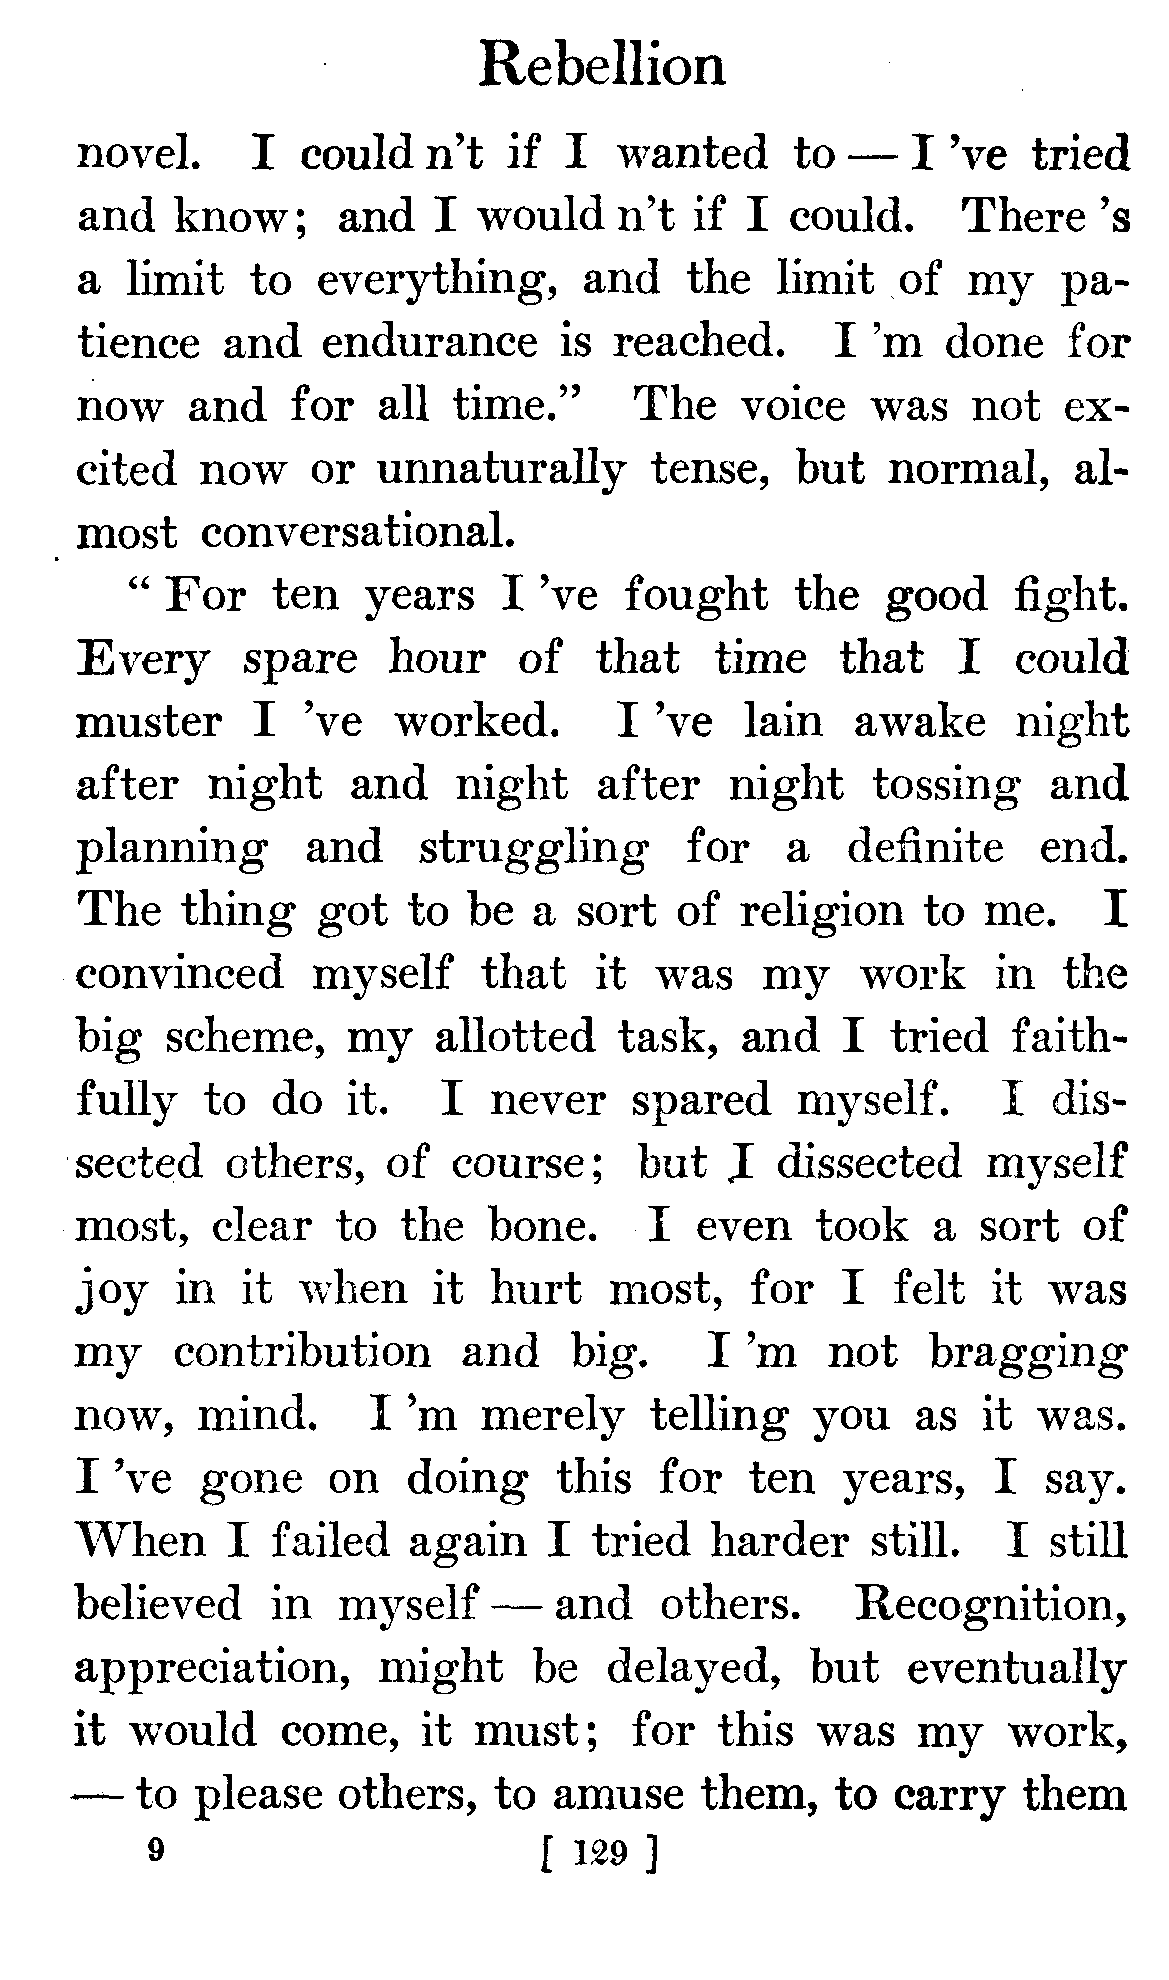 Rebellion
novel. I could n't if I wanted to — I 've tried
and know; and I would n't if I could. There 's
a limit to everything, and the limit of my pa-
tience and endurance is reached. I 'm done for
now and for all time.” The voice was not ex-
cited now or unnaturally tense, but normal, al-
most conversational.
“ For ten years I 've fought the good fight.
Every spare hour of that time that I could
muster I 've worked. I 've lain awake night
after night and night after night tossing and
planning and struggling for a definite end.
The thing got to be a sort of religion to me. I
convinced myself that it was my work in the
big scheme, my allotted task, and I tried faith-
fully to do it. I never spared myself. I dis-
sected others, of course; but I dissected myself
most, clear to the bone. I even took a sort of
joy in it when it hurt most, for I felt it was
my contribution and big. I 'm not bragging
now, mind. I 'm merely telling you as it was.
I 've gone on doing this for ten years, I say.
When I failed again I tried harder still. I still
believed in myself — and others. Recognition,
appreciation, might be delayed, but eventually
it would come, it must; for this was my work,
— to please others, to amuse them, to carry them
9 [ 129 ]